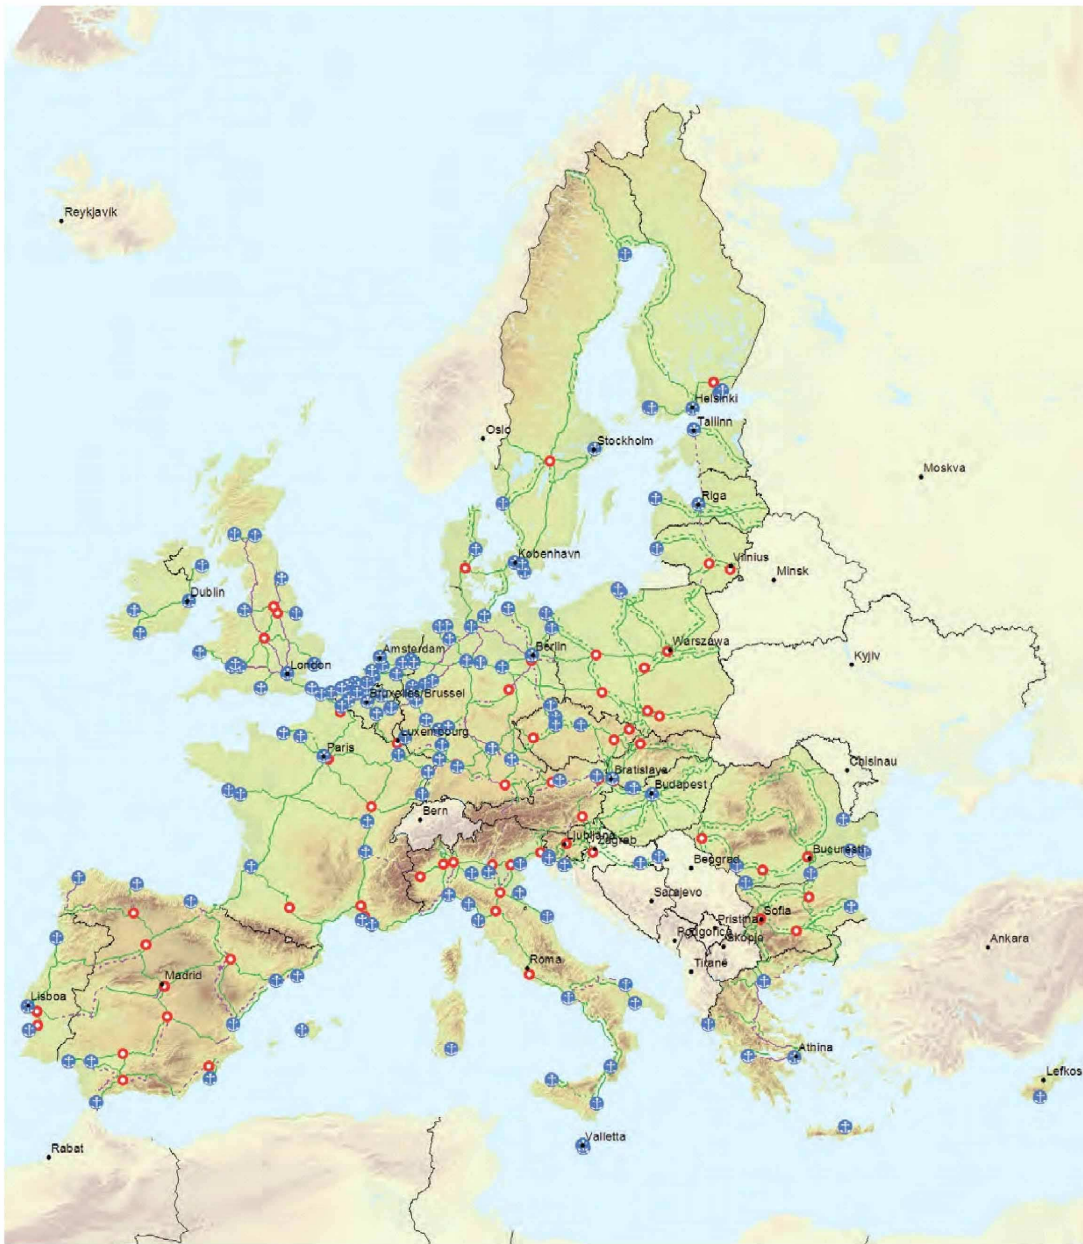 Reykjavík
Helsinki
Tallinn
Oslo
Stockholm
Moskva
Riga
København
Vilnius
Minsk
Dublin
Amsterdam
Berlin
Warszawa
Kyjiv
London
Bruxelles/Brussel
Luxembourg
Paris
Bratislava
Chisinau
Budapest
Bern
Ljubljana
Zagreb
Bucuresti
Beograd
Sarajevo
Pristina
Sofia
Podgorica
Skopje
Ankara
Tiranë
Roma
Madrid
Lisboa
Athina
Lefkos
Valletta
Rabat